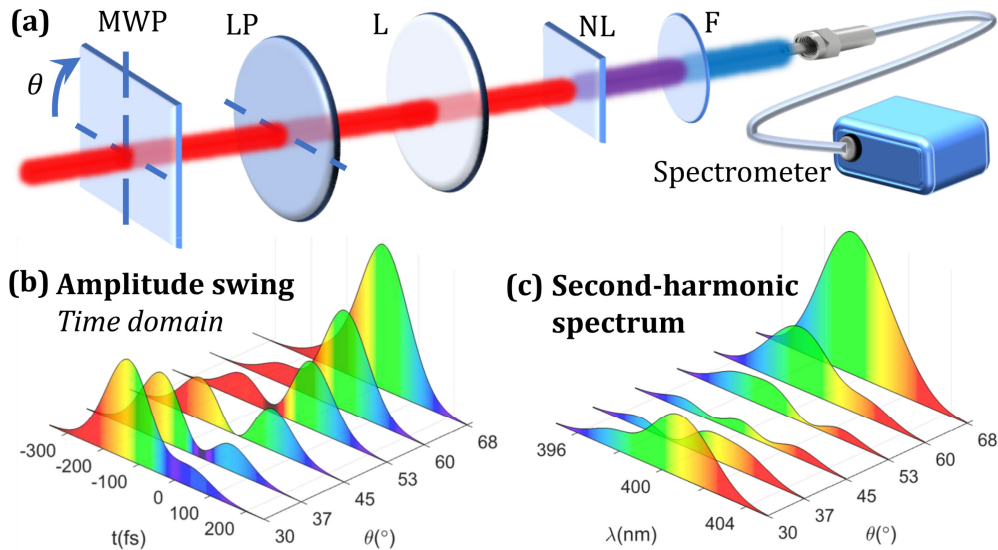 (a) MWP LP L NL F
θ
Spectrometer
(b) Amplitude swing
Time domain
(c) Second-harmonic
spectrum
-300
-200
-100
0
100
200
t(fs)
30
37
45
53
60
68
θ(°)
396
400
404
λ(nm)
30
37
45
53
60
68
θ(°)